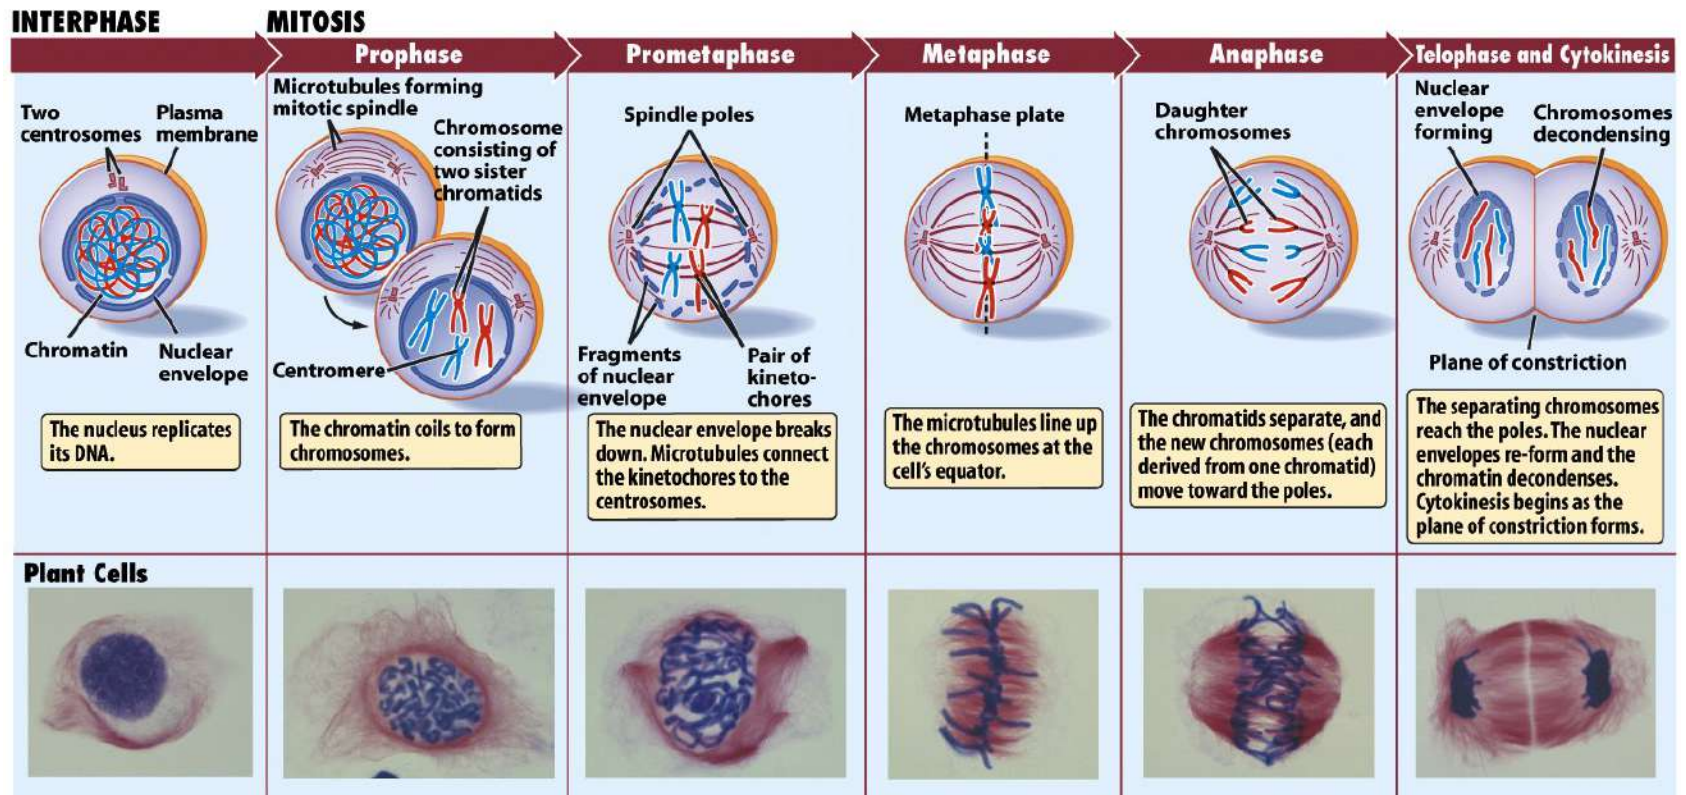 INTERPHASE
MITOSIS
Prophase
Prometaphase
Metaphase
Anaphase
Telophase and Cytokinesis
Two
centrosomes
Plasma
membrane
Chromatin
Nuclear
envelope
The nucleus replicates
its DNA.
Microtubules forming
mitotic spindle
Chromosome
consisting of
two sister
chromatids
Centromere
The chromatin coils to form
chromosomes.
Spindle poles
Fragments
of nuclear
envelope
Pair of
kineto-
chores
The nuclear envelope breaks
down. Microtubules connect
the kinetochores to the
centrosomes.
Metaphase plate
The microtubules line up
the chromosomes at the
cell's equator.
Daughter
chromosomes
The chromatids separate, and
the new chromosomes (each
derived from one chromatid)
move toward the poles.
Nuclear
envelope
forming
Chromosomes
decondensing
Plane of constriction
The separating chromosomes
reach the poles. The nuclear
envelopes re-form and the
chromatin decondenses.
Cytokinesis begins as the
plane of constriction forms.
Plant Cells